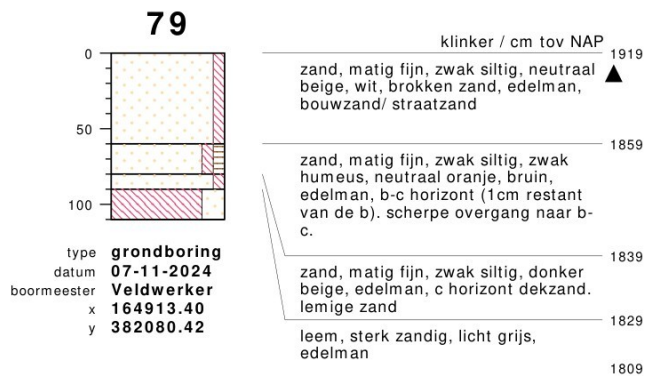 79
klinker / cm tov NAP
0
1919
zand, matig fijn, zwak siltig, neutraal
beige, wit, brokken zand, edelman,
bouwzand/ straatzand
50
1859
zand, matig fijn, zwak siltig, zwak
humeus, neutraal oranje, bruin,
edelman, b-c horizont (1cm restant
van de b). scherpe overgang naar b-
c.
100
1839
zand, matig fijn, zwak siltig, donker
beige, edelman, c horizont dekzand.
lemige zand
1829
leem, sterk zandig, licht grijs,
edelman
1809
type grondboring
datum 07-11-2024
boormeester Veldwerker
x 164913.40
y 382080.42